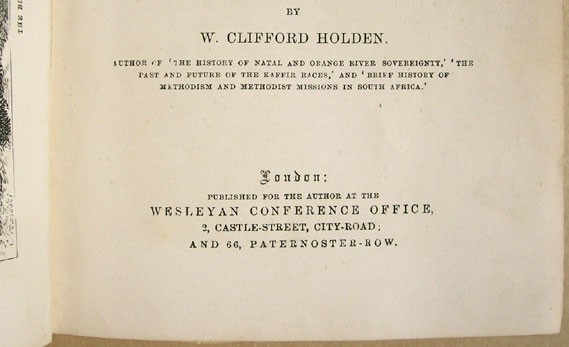 BY
W. CLIFFORD HOLDEN.
AUTHOR OF 'THE HISTORY OF NATAL AND ORANGE RIVER SOVEREIGNTY,' 'THE
PAST AND FUTURE OF THE KAFFIR RACES,' AND 'BRIEF HISTORY OF
METHODISM AND METHODIST MISSIONS IN SOUTH AFRICA.'
London:
PUBLISHED FOR THE AUTHOR AT THE
WESLEYAN CONFERENCE OFFICE,
2, CASTLE-STREET, CITY-ROAD;
AND 66, PATERNOSTER-ROW.
THE